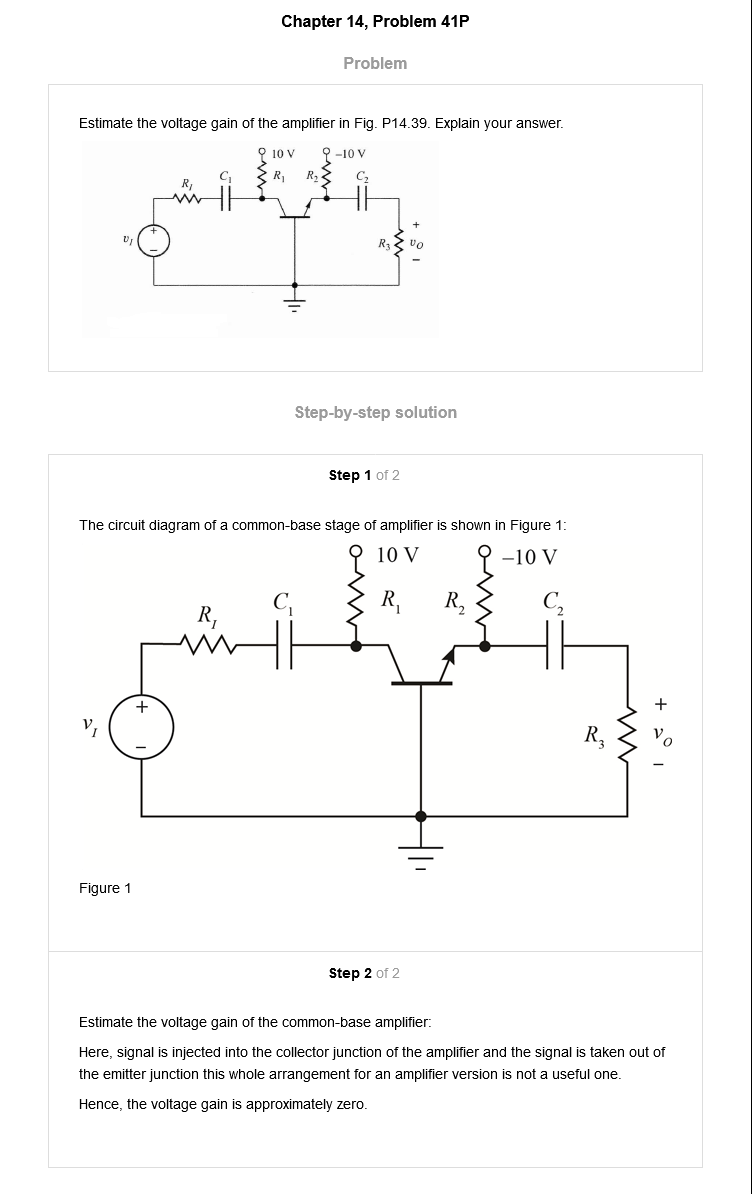 Chapter 14, Problem 41P
Problem
Estimate the voltage gain of the amplifier in Fig. P14.39. Explain your answer.
10 V
–10 V
R_I
C_1
R_1
R_2
C_2
v_I
+
–
R_3
+
v_O
–
Step-by-step solution
Step 1 of 2
The circuit diagram of a common-base stage of amplifier is shown in Figure 1:
10 V
–10 V
R_I
C_1
R_1
R_2
C_2
v_I
+
–
R_3
+
v_O
–
Figure 1
Step 2 of 2
Estimate the voltage gain of the common-base amplifier:
Here, signal is injected into the collector junction of the amplifier and the signal is taken out of
the emitter junction this whole arrangement for an amplifier version is not a useful one.
Hence, the voltage gain is approximately zero.